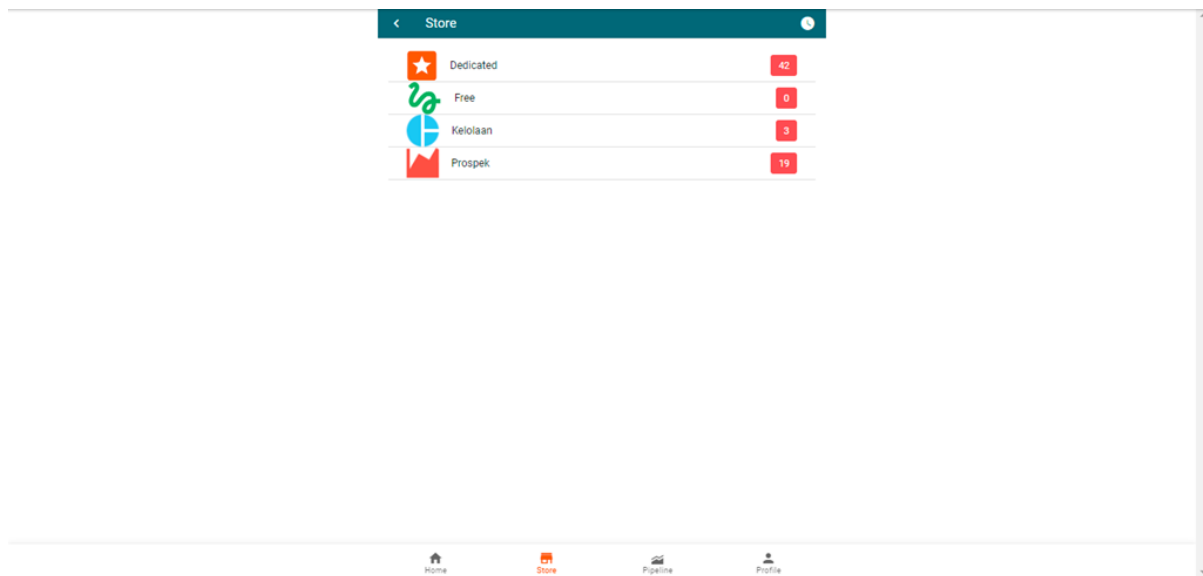 Store
Dedicated 42
Free 0
Kelolaan 3
Prospek 19
Home Store Pipeline Profile